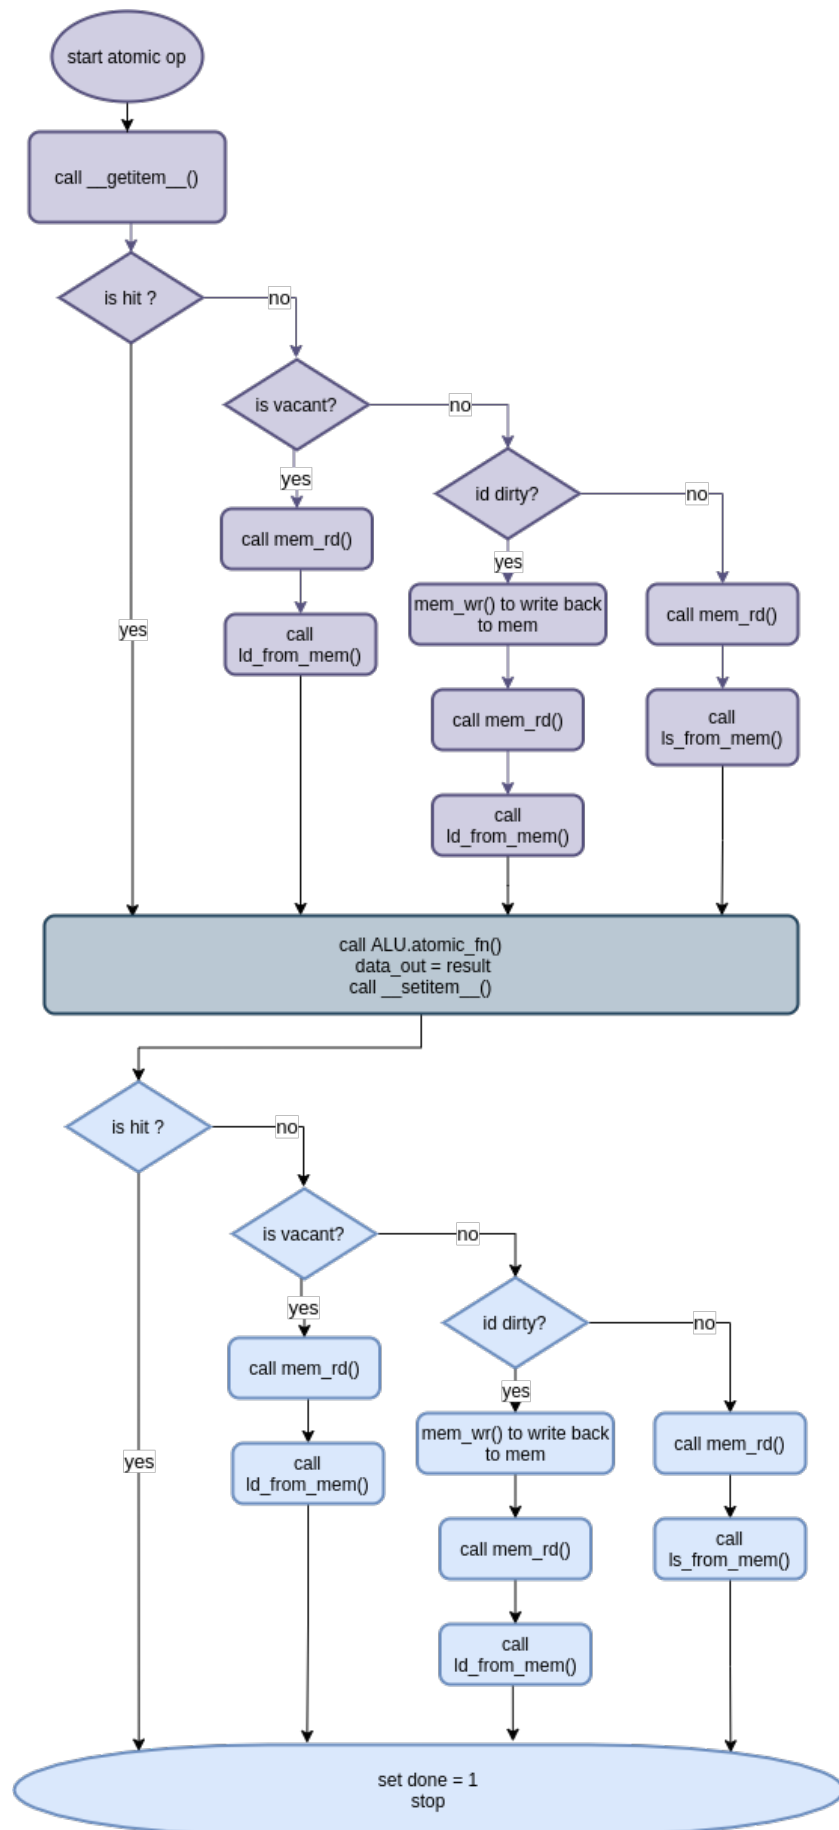 start atomic op
call __getitem__()
is hit ?
no
is vacant?
no
yes
id dirty?
no
call mem_rd()
yes
mem_wr() to write back
to mem
call mem_rd()
yes
call
ld_from_mem()
call mem_rd()
call
ls_from_mem()
call
ld_from_mem()
call ALU.atomic_fn()
data_out = result
call __setitem__()
is hit ?
no
is vacant?
no
yes
id dirty?
no
call mem_rd()
yes
mem_wr() to write back
to mem
call mem_rd()
yes
call
ld_from_mem()
call mem_rd()
call
ls_from_mem()
call
ld_from_mem()
set done = 1
stop